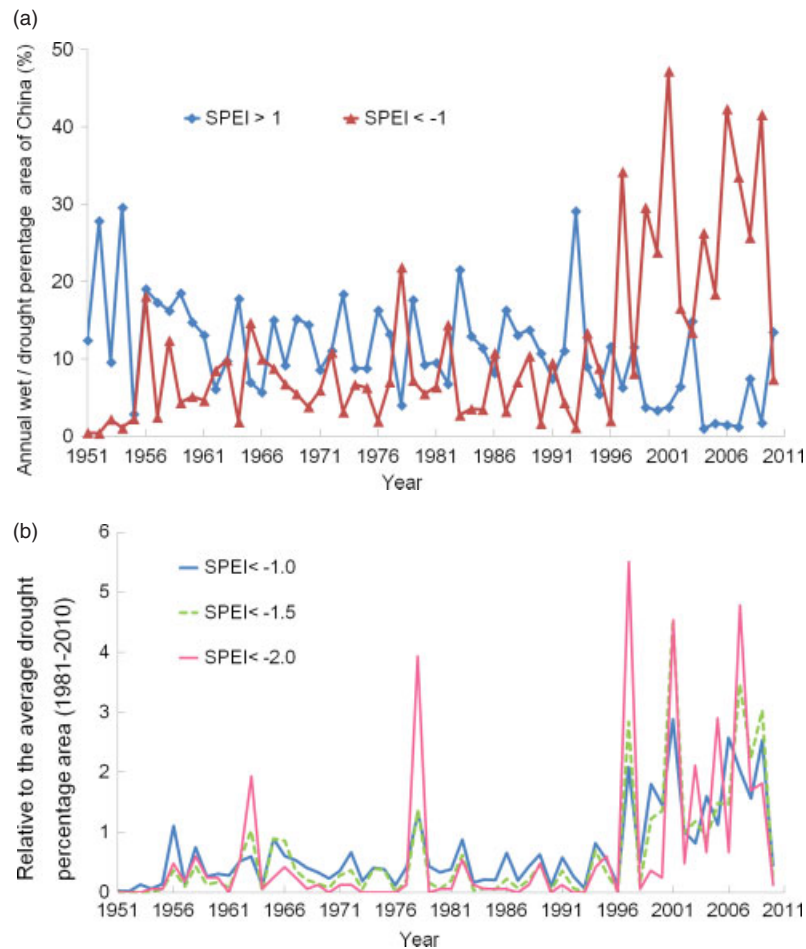 (a)
Annual wet / drought perentage area of China (%)
50
40
30
20
10
0
SPEI > 1
SPEI < -1
1951 1956 1961 1966 1971 1976 1981 1986 1991 1996 2001 2006 2011
Year
(b)
Relative to the average drought
percentage area (1981-2010)
6
5
4
3
2
1
0
SPEI< -1.0
SPEI< -1.5
SPEI< -2.0
1951 1956 1961 1966 1971 1976 1981 1986 1991 1996 2001 2006 2011
Year